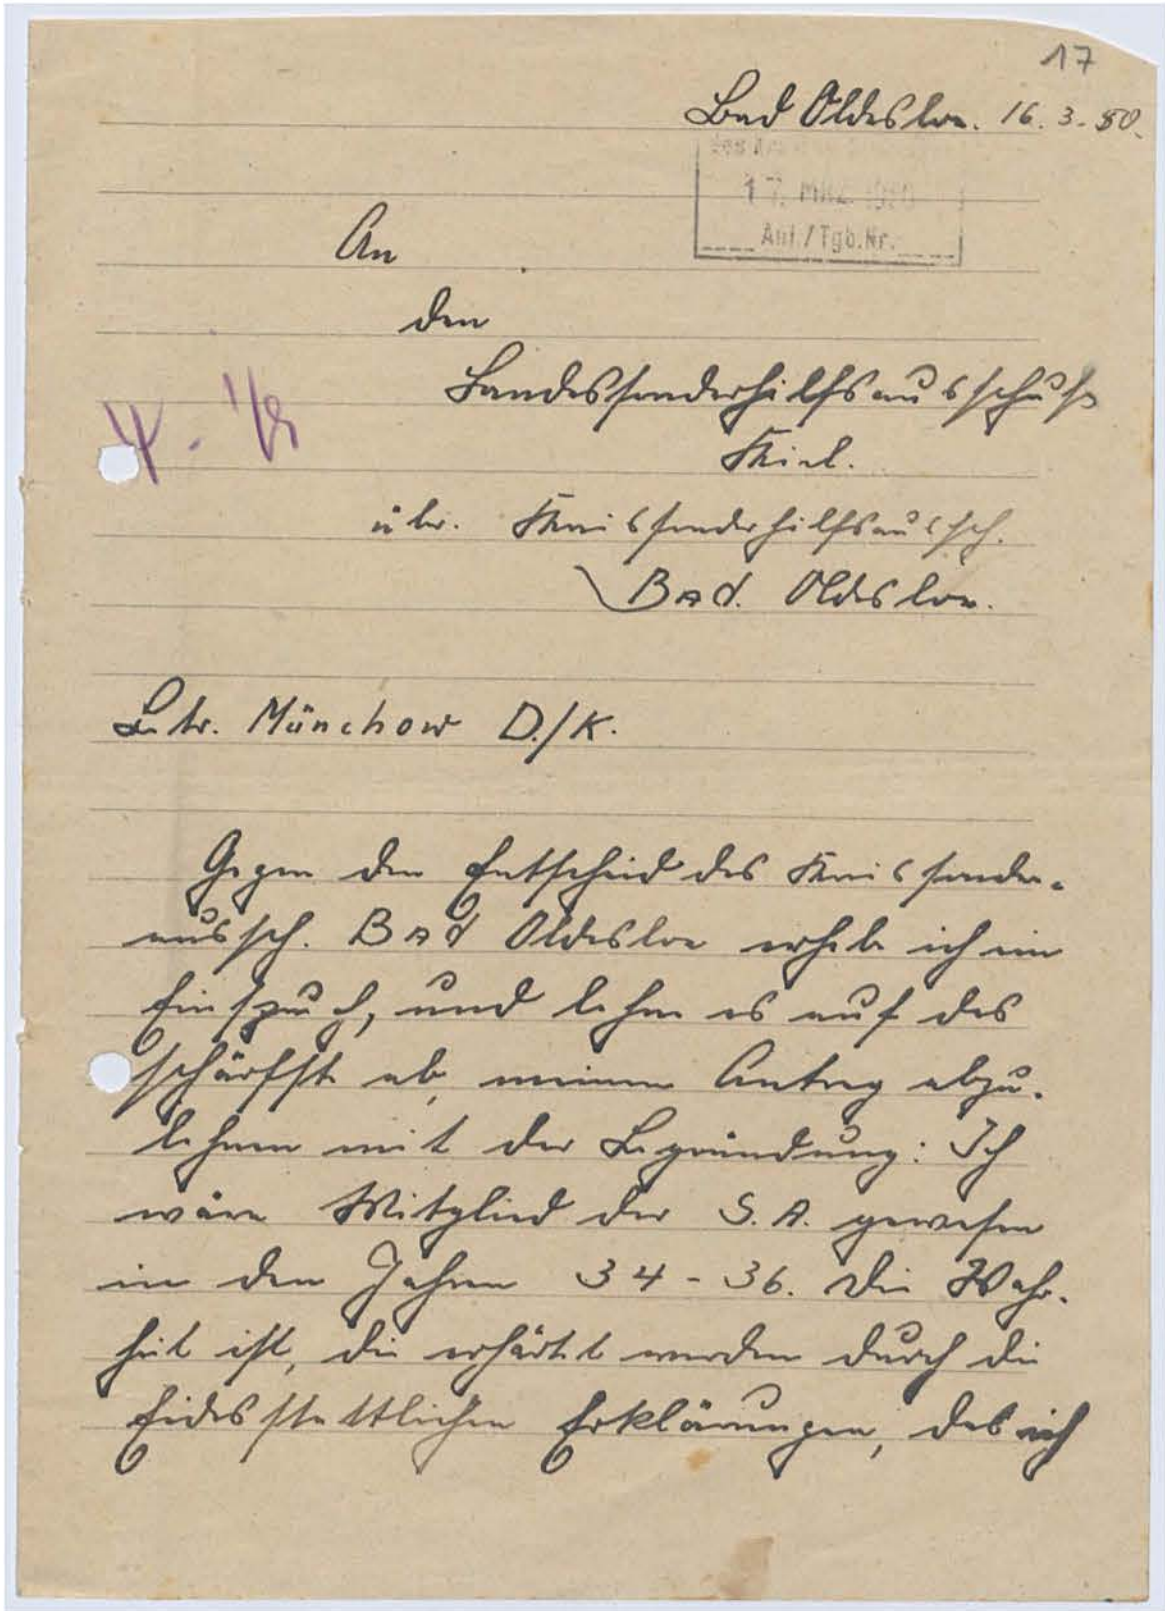 17
Bad Oldesloe. 16.3.50.
17. MRZ. 1950
Ant./Tgb.Nr.
An
den
Landessonderhilfsausschuß
Kiel.
über. Kreissonderhilfsaussch.
Bad. Oldesloe.
Betr. Münchow D./K.
Gegen den Entscheid des Kreissonder-
aussch. Bad Oldesloe erhebe ich im
Einspruch, und lehne es auf das
schärfste ab, meinen Antrag abzu-
lehnen mit der Begründung: Ich
wäre Mitglied der S.A. gewesen
in den Jahren 34-36. Die Wahr-
heit ist, die erhärtet werden durch die
Eidesstattlichen Erklärungen, das ich